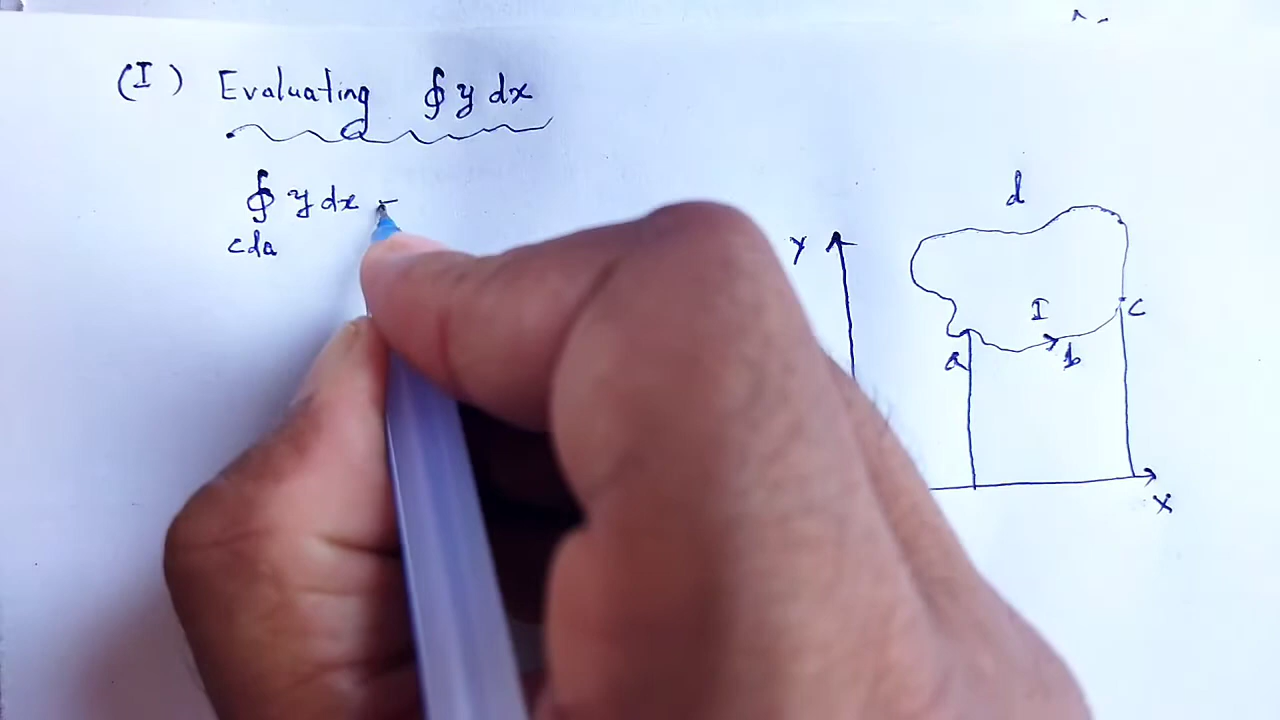 (I) Evaluating ∮ y dx
∮ y dx =
cda
d
Y
I
c
a
b
X